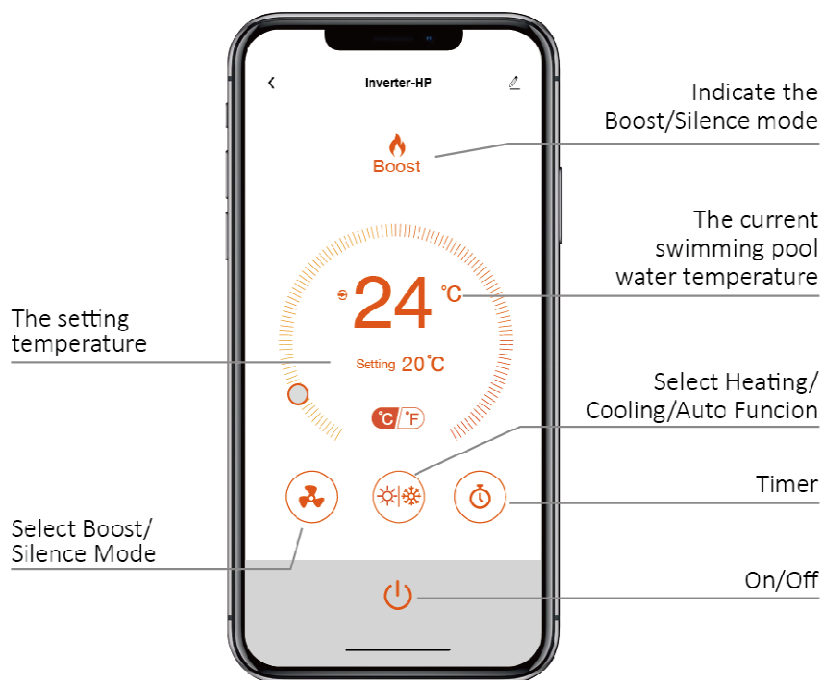 Inverter-HP
Indicate the
Boost/Silence mode
Boost
The current
swimming pool
water temperature
24 °C
The setting
temperature
Setting 20°C
Select Heating/
Cooling/Auto Funcion
°C/°F
Timer
Select Boost/
Silence Mode
On/Off